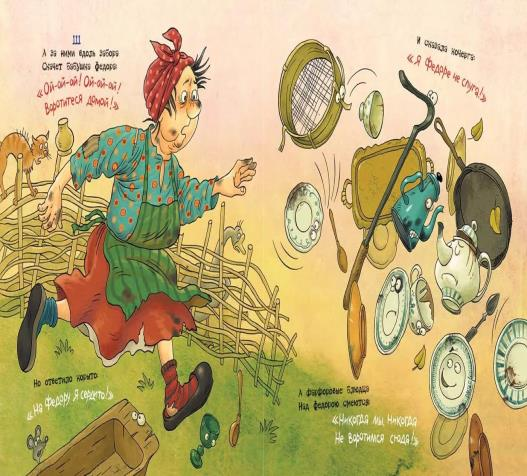 III
А за ними вдоль забора
Скачет бабушка Федора:
«Ой-ой-ой! Ой-ой-ой!
Воротитеся домой!»
Но ответило корыто:
«На Федору я сердито!»
И сказала кочерга:
«Я Федоре не слуга!»
А фарфоровые блюдца
Над Федорою смеются:
«Никогда мы, никогда
Не воротимся сюда!»